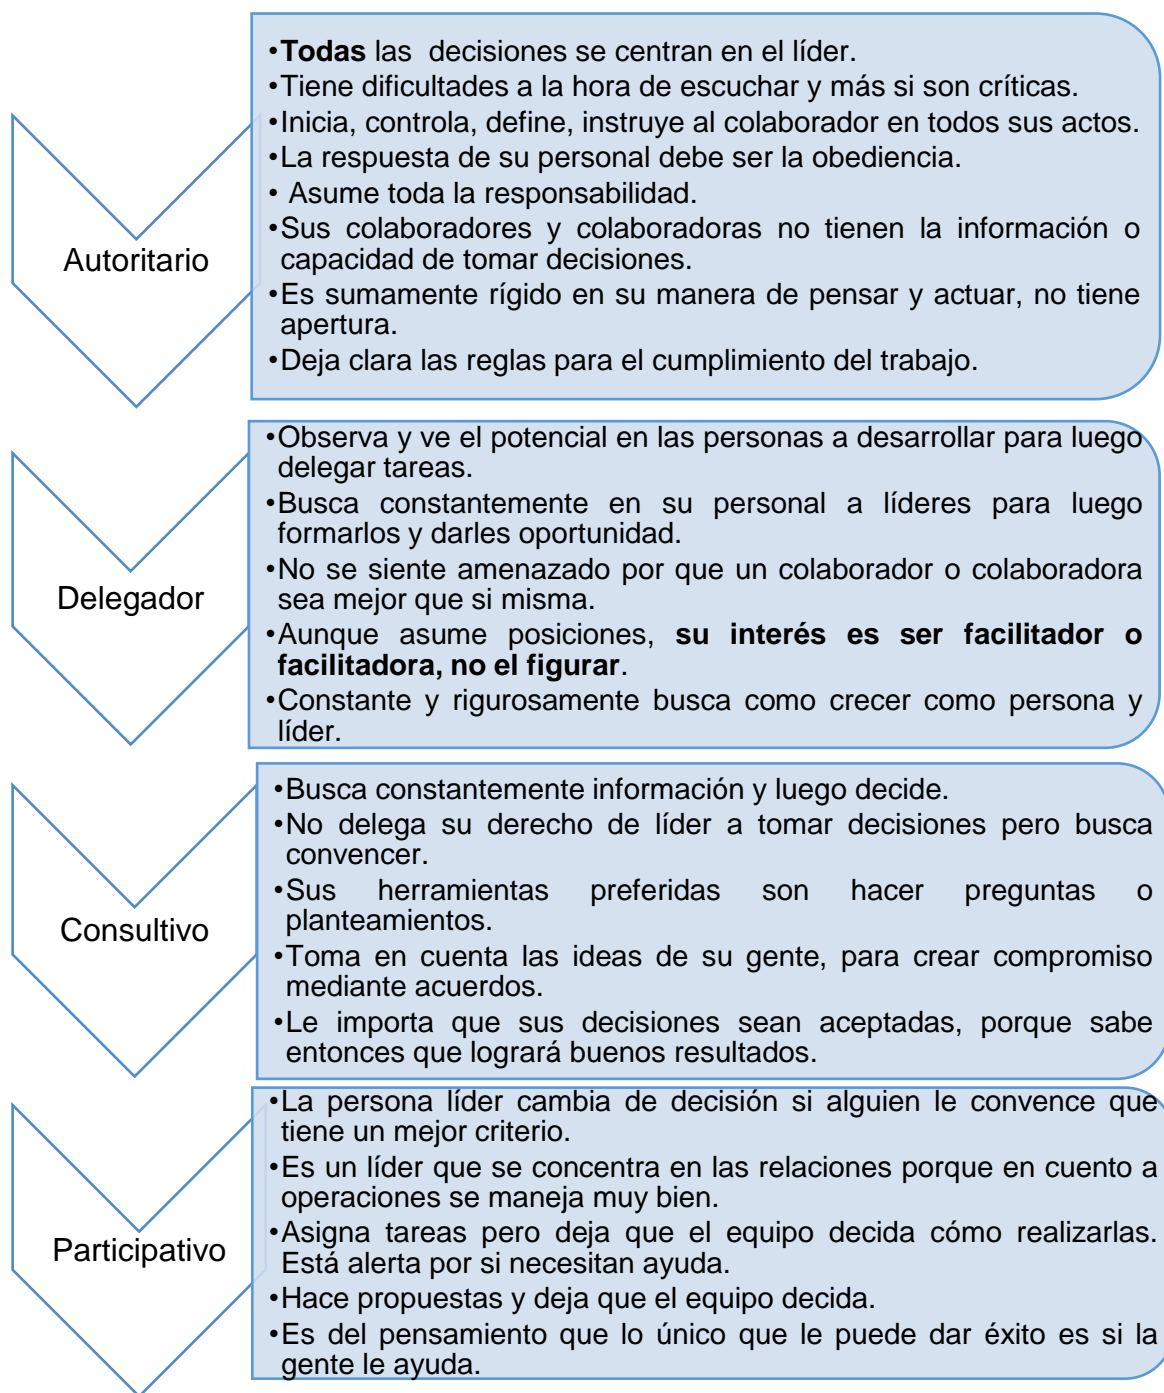 Autoritario
•Todas las decisiones se centran en el líder.
•Tiene dificultades a la hora de escuchar y más si son críticas.
•Inicia, controla, define, instruye al colaborador en todos sus actos.
•La respuesta de su personal debe ser la obediencia.
• Asume toda la responsabilidad.
•Sus colaboradores y colaboradoras no tienen la información o
capacidad de tomar decisiones.
•Es sumamente rígido en su manera de pensar y actuar, no tiene
apertura.
•Deja clara las reglas para el cumplimiento del trabajo.
Delegador
•Observa y ve el potencial en las personas a desarrollar para luego
delegar tareas.
•Busca constantemente en su personal a líderes para luego
formarlos y darles oportunidad.
•No se siente amenazado por que un colaborador o colaboradora
sea mejor que si misma.
•Aunque asume posiciones, su interés es ser facilitador o
facilitadora, no el figurar.
•Constante y rigurosamente busca como crecer como persona y
líder.
Consultivo
•Busca constantemente información y luego decide.
•No delega su derecho de líder a tomar decisiones pero busca
convencer.
•Sus herramientas preferidas son hacer preguntas o
planteamientos.
•Toma en cuenta las ideas de su gente, para crear compromiso
mediante acuerdos.
•Le importa que sus decisiones sean aceptadas, porque sabe
entonces que logrará buenos resultados.
Participativo
•La persona líder cambia de decisión si alguien le convence que
tiene un mejor criterio.
•Es un líder que se concentra en las relaciones porque en cuento a
operaciones se maneja muy bien.
•Asigna tareas pero deja que el equipo decida cómo realizarlas.
Está alerta por si necesitan ayuda.
•Hace propuestas y deja que el equipo decida.
•Es del pensamiento que lo único que le puede dar éxito es si la
gente le ayuda.